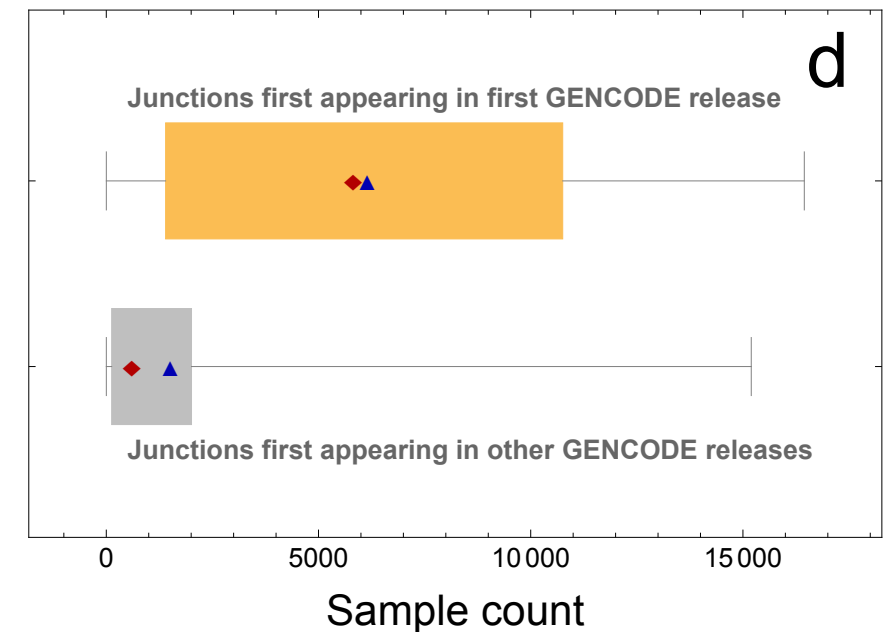 d
Junctions first appearing in first GENCODE release
Junctions first appearing in other GENCODE releases
0 5000 10000 15000
Sample count